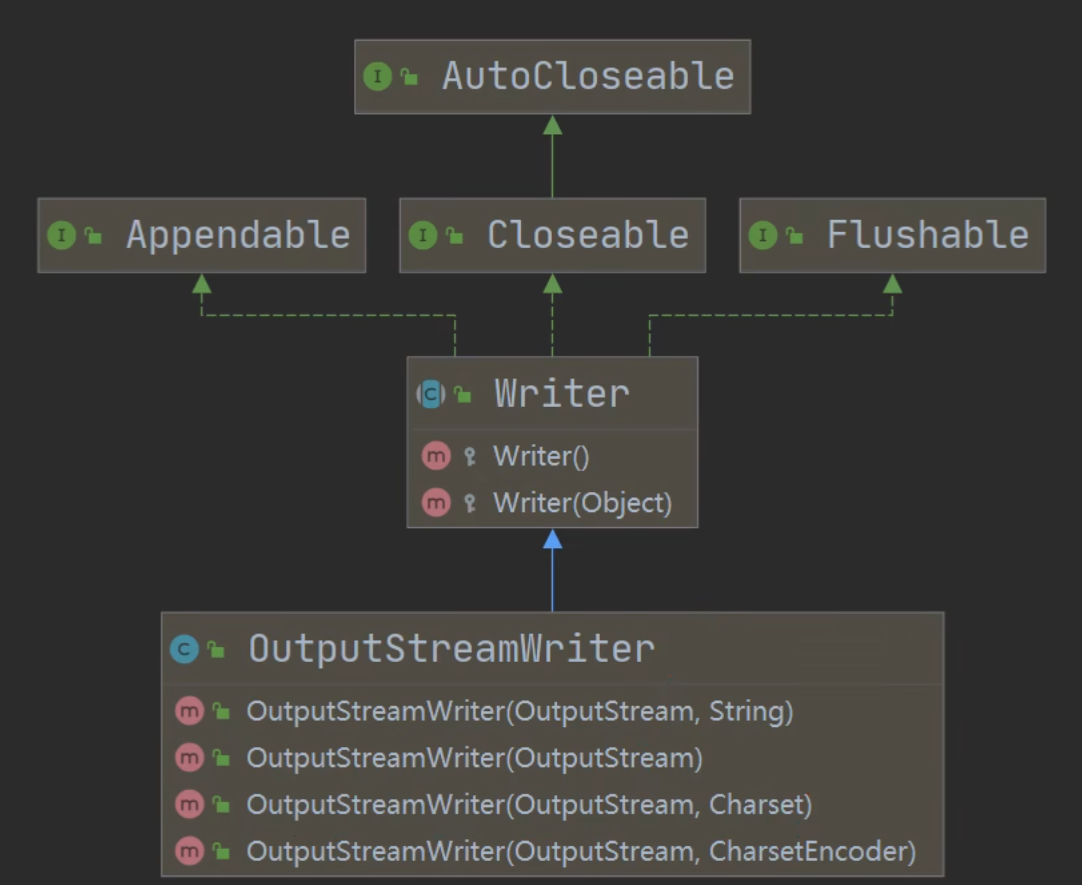 AutoCloseable
Appendable
Closeable
Flushable
Writer
Writer()
Writer(Object)
OutputStreamWriter
OutputStreamWriter(OutputStream, String)
OutputStreamWriter(OutputStream)
OutputStreamWriter(OutputStream, Charset)
OutputStreamWriter(OutputStream, CharsetEncoder)